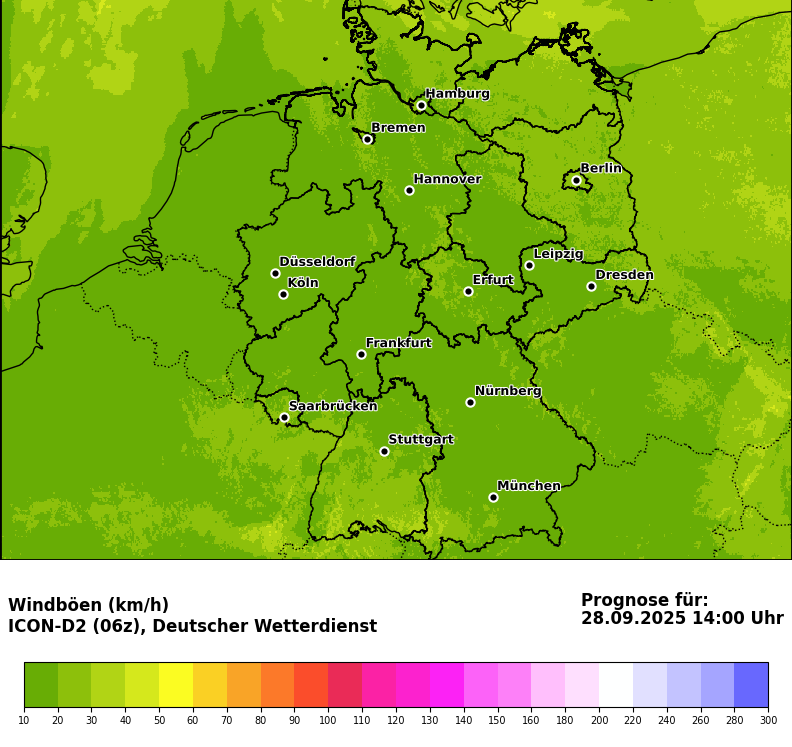 Hamburg
Bremen
Berlin
Hannover
Leipzig
Düsseldorf
Dresden
Köln
Erfurt
Frankfurt
Nürnberg
Saarbrücken
Stuttgart
München
Windböen (km/h)
ICON-D2 (06z), Deutscher Wetterdienst
Prognose für:
28.09.2025 14:00 Uhr
10 20 30 40 50 60 70 80 90 100 110 120 130 140 150 160 180 200 220 240 260 280 300